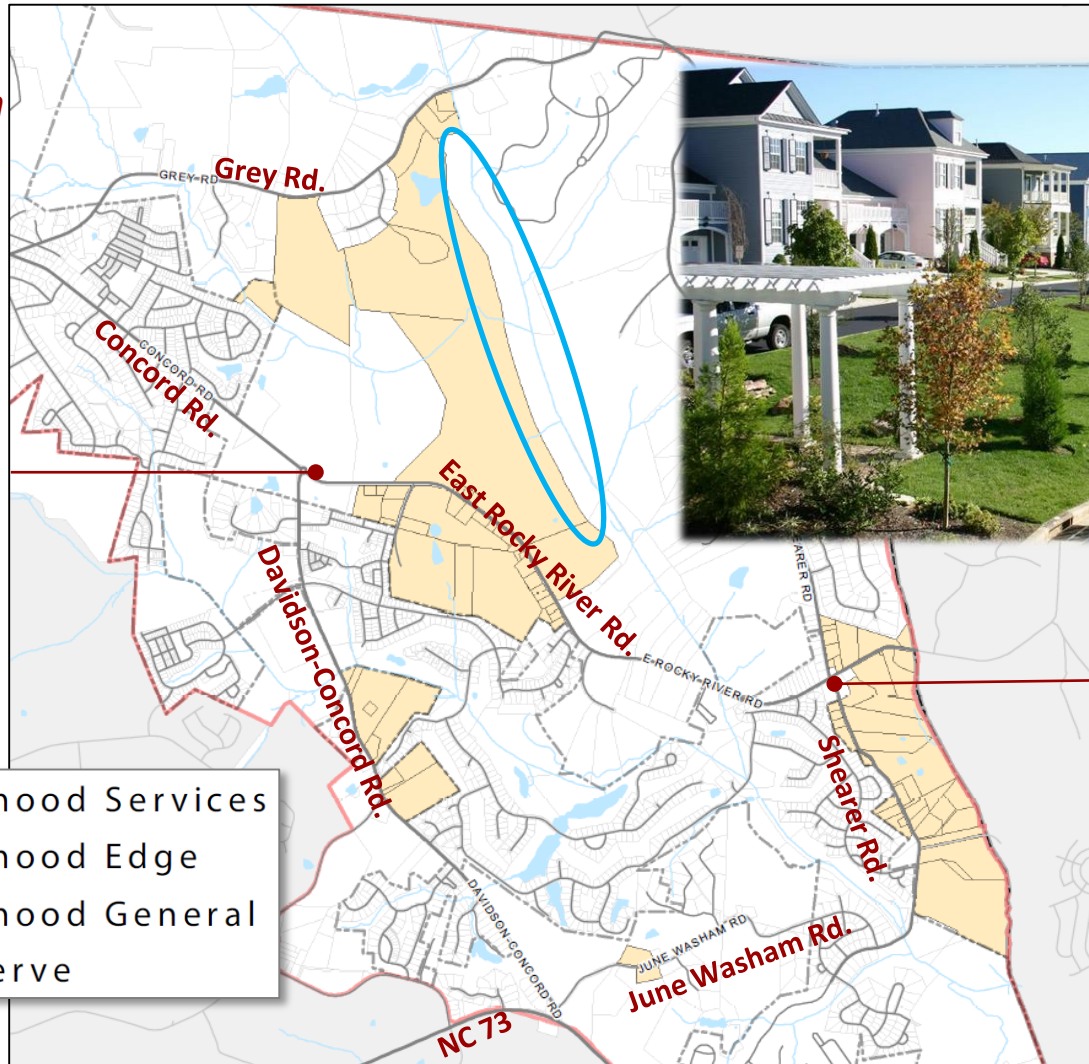 Grey Rd.
GREY RD
Concord Rd.
CONCORD RD
East Rocky River Rd.
E ROCKY RIVER RD
Davidson-Concord Rd.
DAVIDSON-CONCORD RD
EARER RD
Shearer Rd.
hood Services
hood Edge
hood General
erve
JUNE WASHAM RD
June Washam Rd.
NC 73